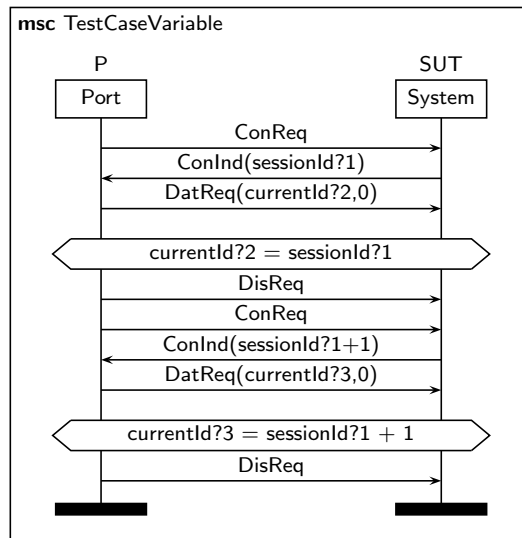 msc TestCaseVariable
P SUT
Port System
ConReq
ConInd(sessionId?1)
DatReq(currentId?2,0)
currentId?2 = sessionId?1
DisReq
ConReq
ConInd(sessionId?1+1)
DatReq(currentId?3,0)
currentId?3 = sessionId?1 + 1
DisReq